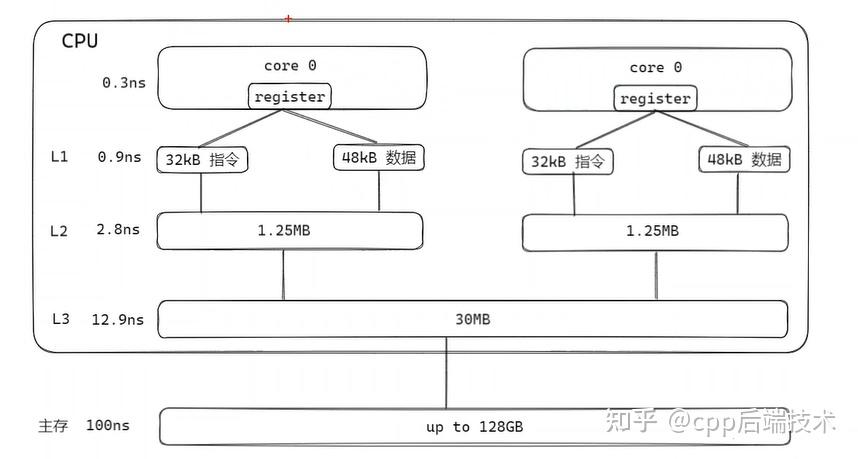 CPU
core 0
core 0
0.3ns
register
register
L1 0.9ns 32kB 指令 48kB 数据 32kB 指令 48kB 数据
L2 2.8ns 1.25MB 1.25MB
L3 12.9ns 30MB
主存 100ns up to 128GB
知乎 @cpp后端技术